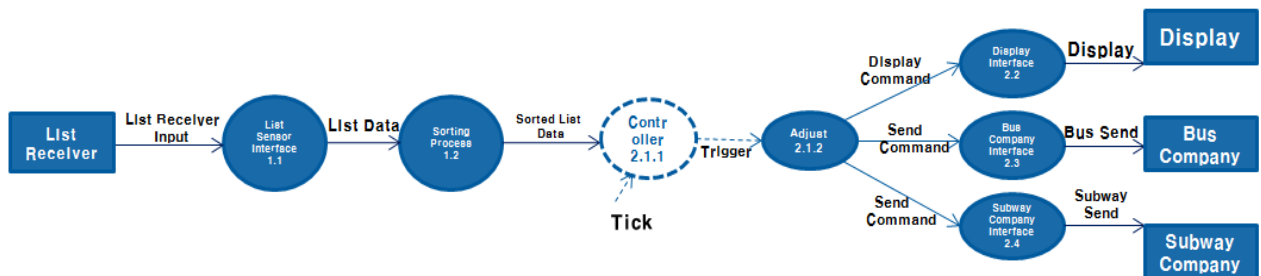 List
Receiver
List Receiver
Input
List
Sensor
Interface
1.1
List Data
Sorting
Process
1.2
Sorted List
Data
Contr
oller
2.1.1
Tick
Trigger
Adjust
2.1.2
Display
Command
Display
Interface
2.2
Display
Display
Send
Command
Bus
Company
Interface
2.3
Bus Send
Bus
Company
Send
Command
Subway
Company
Interface
2.4
Subway
Send
Subway
Company